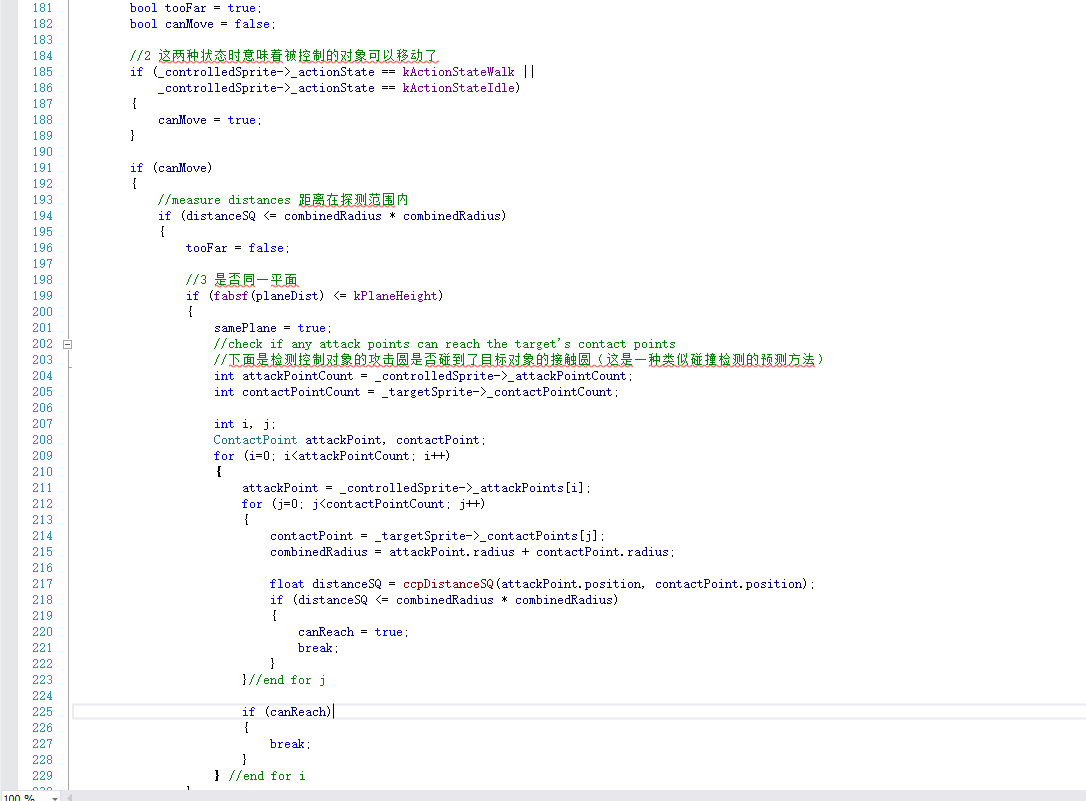 181 bool tooFar = true;
182 bool canMove = false;
183
184 //2 这两种状态时意味着被控制的对象可以移动了
185 if (_controlledSprite->_actionState == kActionStateWalk ||
186 _controlledSprite->_actionState == kActionStateIdle)
187 {
188 canMove = true;
189 }
190
191 if (canMove)
192 {
193 //measure distances 距离在探测范围内
194 if (distanceSQ <= combinedRadius * combinedRadius)
195 {
196 tooFar = false;
197
198 //3 是否同一平面
199 if (fabsf(planeDist) <= kPlaneHeight)
200 {
201 samePlane = true;
202 //check if any attack points can reach the target's contact points
203 //下面是检测控制对象的攻击圆是否碰到了目标对象的接触圆（这是一种类似碰撞检测的预测方法）
204 int attackPointCount = _controlledSprite->_attackPointCount;
205 int contactPointCount = _targetSprite->_contactPointCount;
206
207 int i, j;
208 ContactPoint attackPoint, contactPoint;
209 for (i=0; i<attackPointCount; i++)
210 {
211 attackPoint = _controlledSprite->_attackPoints[i];
212 for (j=0; j<contactPointCount; j++)
213 {
214 contactPoint = _targetSprite->_contactPoints[j];
215 combinedRadius = attackPoint.radius + contactPoint.radius;
216
217 float distanceSQ = ccpDistanceSQ(attackPoint.position, contactPoint.position);
218 if (distanceSQ <= combinedRadius * combinedRadius)
219 {
220 canReach = true;
221 break;
222 }
223 }//end for j
224
225 if (canReach)
226 {
227 break;
228 }
229 } //end for i
100 %